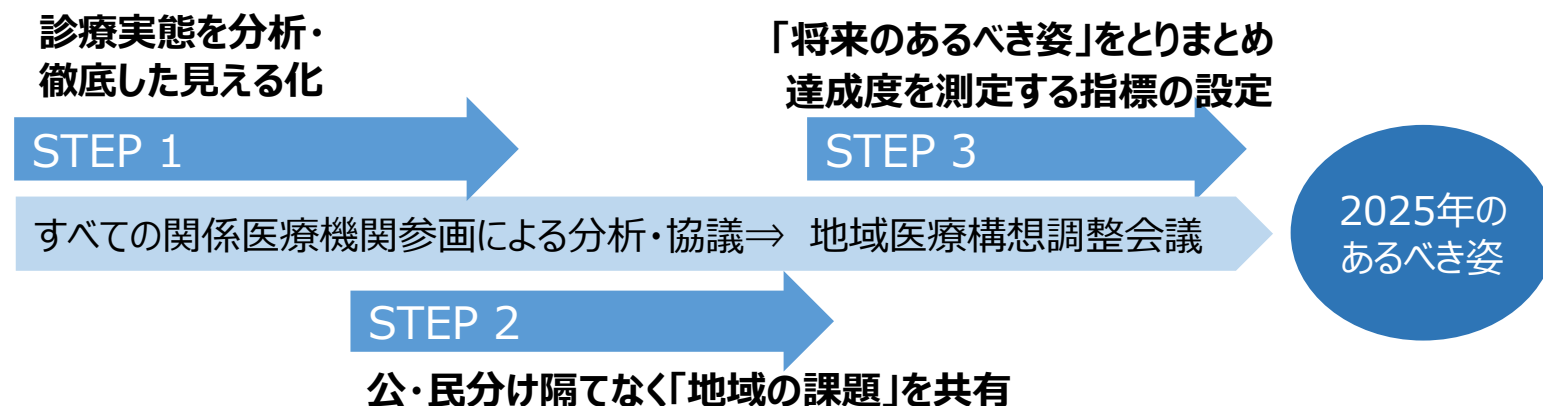 診療実態を分析・
徹底した見える化
STEP 1
「将来のあるべき姿」をとりまとめ
達成度を測定する指標の設定
STEP 3
すべての関係医療機関参画による分析・協議⇒ 地域医療構想調整会議
2025年の
あるべき姿
STEP 2
公・民分け隔てなく「地域の課題」を共有